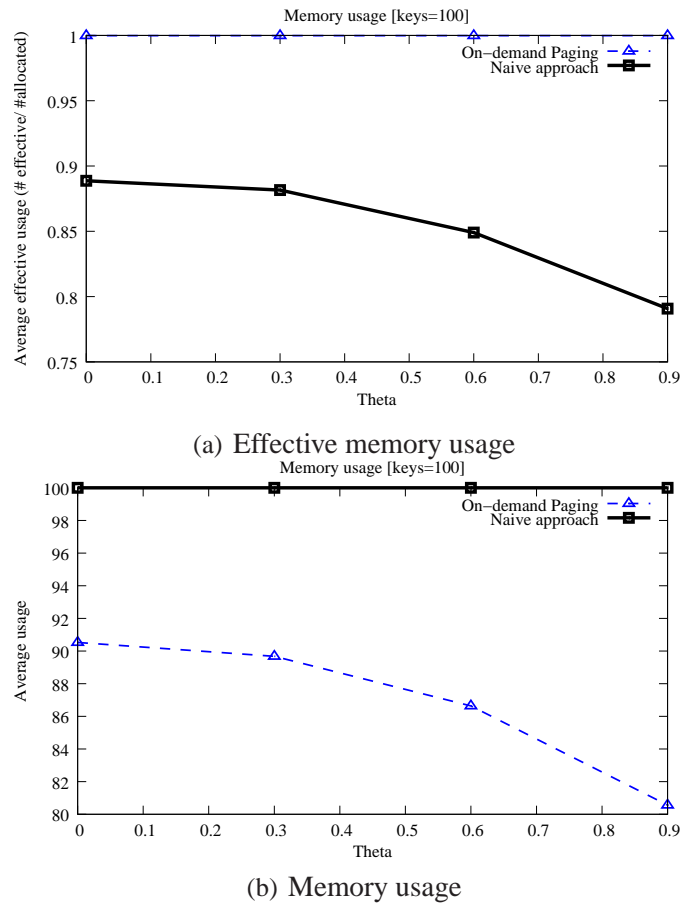 Memory usage [keys=100]
On-demand Paging
Naive approach
Average effective usage (# effective/ #allocated)
1
0.95
0.9
0.85
0.8
0.75
0 0.1 0.2 0.3 0.4 0.5 0.6 0.7 0.8 0.9
Theta
(a) Effective memory usage
Memory usage [keys=100]
On-demand Paging
Naive approach
Average usage
100
98
96
94
92
90
88
86
84
82
80
0 0.1 0.2 0.3 0.4 0.5 0.6 0.7 0.8 0.9
Theta
(b) Memory usage